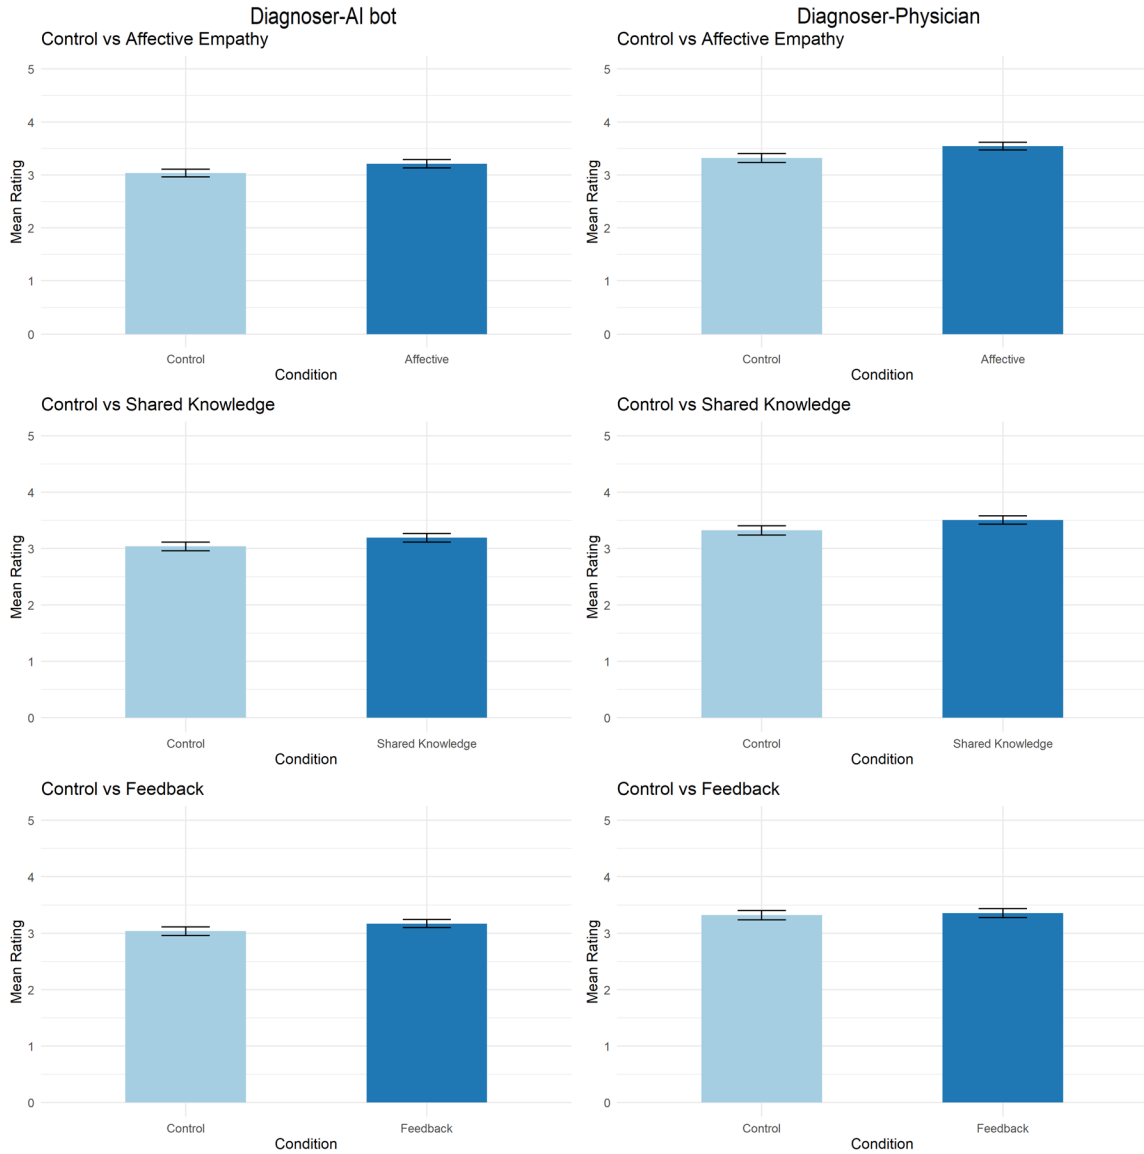 Diagnoser-AI bot
Control vs Affective Empathy
5
4
3
2
1
0
Mean Rating
Control
Affective
Condition
Diagnoser-Physician
Control vs Affective Empathy
5
4
3
2
1
0
Mean Rating
Control
Affective
Condition
Control vs Shared Knowledge
5
4
3
2
1
0
Mean Rating
Control
Shared Knowledge
Condition
Control vs Shared Knowledge
5
4
3
2
1
0
Mean Rating
Control
Shared Knowledge
Condition
Control vs Feedback
5
4
3
2
1
0
Mean Rating
Control
Feedback
Condition
Control vs Feedback
5
4
3
2
1
0
Mean Rating
Control
Feedback
Condition